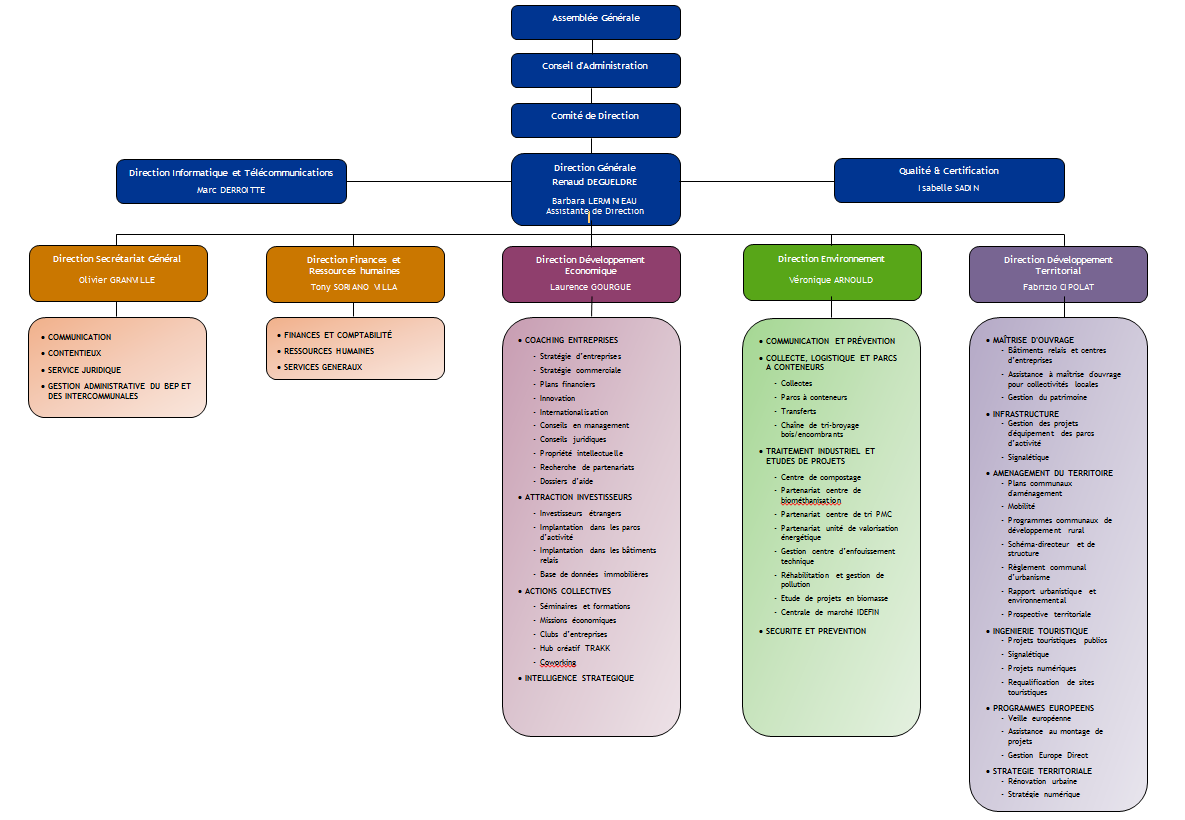 Assemblée Générale
Conseil d'Administration
Comité de Direction
Direction Informatique et Télécommunications
Marc DERROITTE
Direction Générale
Renaud DEGUELDRE
Barbara LERMINIEAU
Assistante de Direction
Qualité & Certification
Isabelle SADIN
Direction Secrétariat Général
Olivier GRANVILLE
• COMMUNICATION
• CONTENTIEUX
• SERVICE JURIDIQUE
• GESTION ADMINISTRATIVE DU BEP ET
DES INTERCOMMUNALES
Direction Finances et
Ressources humaines
Tony SORIANO VILLA
• FINANCES ET COMPTABILITÉ
• RESSOURCES HUMAINES
• SERVICES GENERAUX
Direction Développement
Economique
Laurence GOURGUE
• COACHING ENTREPRISES
- Stratégie d'entreprises
- Stratégie commerciale
- Plans financiers
- Innovation
- Internationalisation
- Conseils en management
- Conseils juridiques
- Propriété intellectuelle
- Recherche de partenariats
- Dossiers d'aide
• ATTRACTION INVESTISSEURS
- Investisseurs étrangers
- Implantation dans les parcs
d'activité
- Implantation dans les bâtiments
relais
- Base de données immobilières
• ACTIONS COLLECTIVES
- Séminaires et formations
- Missions économiques
- Clubs d'entreprises
- Hub créatif TRAKK
- Coworking
• INTELLIGENCE STRATEGIQUE
Direction Environnement
Véronique ARNOULD
• COMMUNICATION ET PRÉVENTION
• COLLECTE, LOGISTIQUE ET PARCS
A CONTENEURS
- Collectes
- Parcs à conteneurs
- Transferts
- Chaîne de tri-broyage
bois/encombrants
• TRAITEMENT INDUSTRIEL ET
ETUDES DE PROJETS
- Centre de compostage
- Partenariat centre de
biométhanisation
- Partenariat centre de tri PMC
- Partenariat unité de valorisation
énergétique
- Gestion centre d'enfouissement
technique
- Réhabilitation et gestion de
pollution
- Etude de projets en biomasse
- Centrale de marché IDEFIN
• SECURITE ET PREVENTION
Direction Développement
Territorial
Fabrizio CIPOLAT
• MAÎTRISE D'OUVRAGE
- Bâtiments relais et centres
d'entreprises
- Assistance à maîtrise d'ouvrage
pour collectivités locales
- Gestion du patrimoine
• INFRASTRUCTURE
- Gestion des projets
d'équipement des parcs
d'activité
- Signalétique
• AMENAGEMENT DU TERRITOIRE
- Plans communaux
d'aménagement
- Mobilité
- Programmes communaux de
développement rural
- Schéma-directeur et de
structure
- Règlement communal
d'urbanisme
- Rapport urbanistique et
environnemental
- Prospective territoriale
• INGENIERIE TOURISTIQUE
- Projets touristiques publics
- Signalétique
- Projets numériques
- Requalification de sites
touristiques
• PROGRAMMES EUROPEENS
- Veille européenne
- Assistance au montage de
projets
- Gestion Europe Direct
• STRATEGIE TERRITORIALE
- Rénovation urbaine
- Stratégie numérique